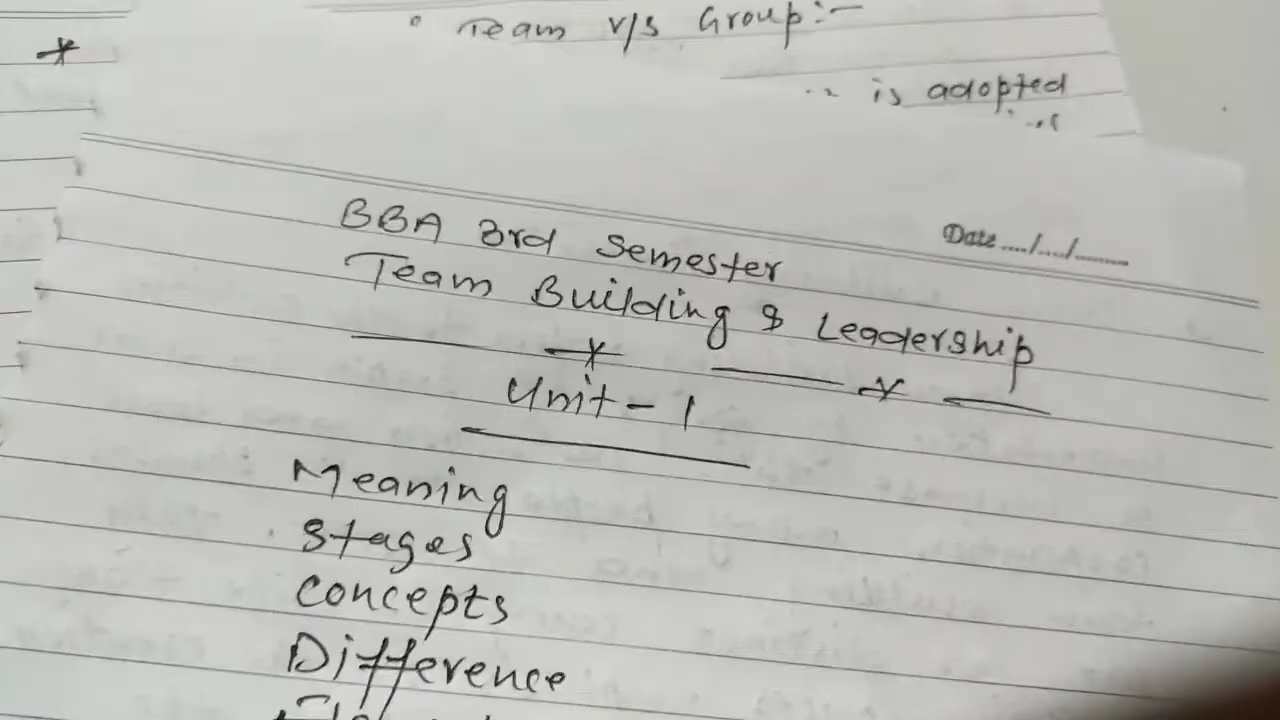 Team v/s Group:-
is adopted
Date ..../..../........
BBA 3rd Semester
Team Building & Leadership
Unit - 1
Meaning
Stages
Concepts
Difference